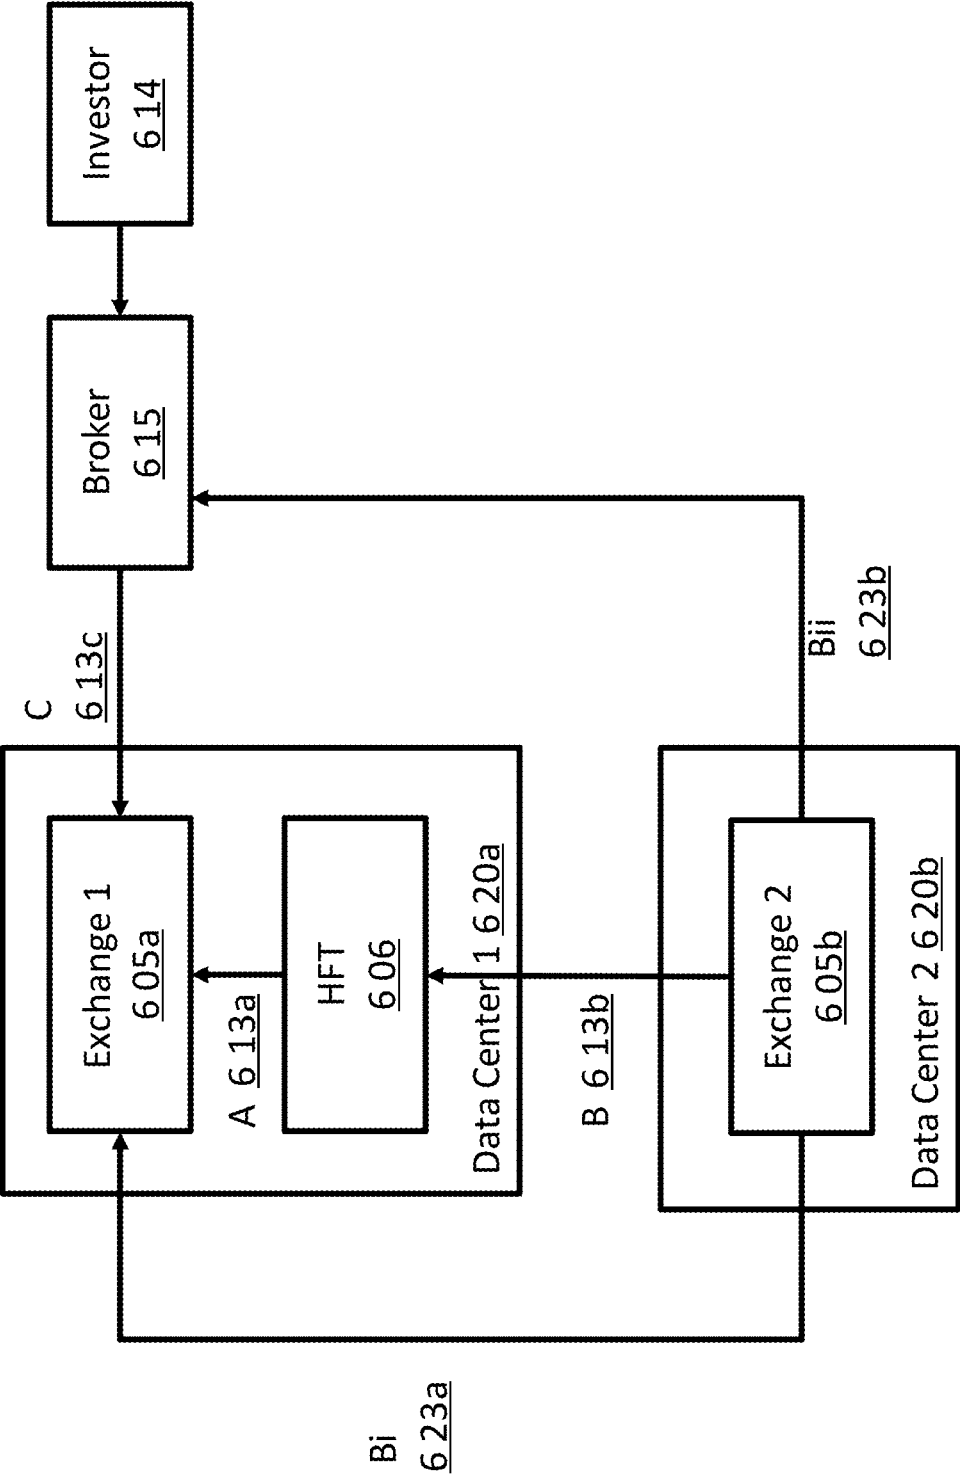 Bi
6 23a
Exchange 1
6 05a
A 6 13a
HFT
6 06
Data Center 1 6 20a
B 6 13b
Exchange 2
6 05b
Data Center 2 6 20b
C
6 13c
Bii
6 23b
Broker
6 15
Investor
6 14